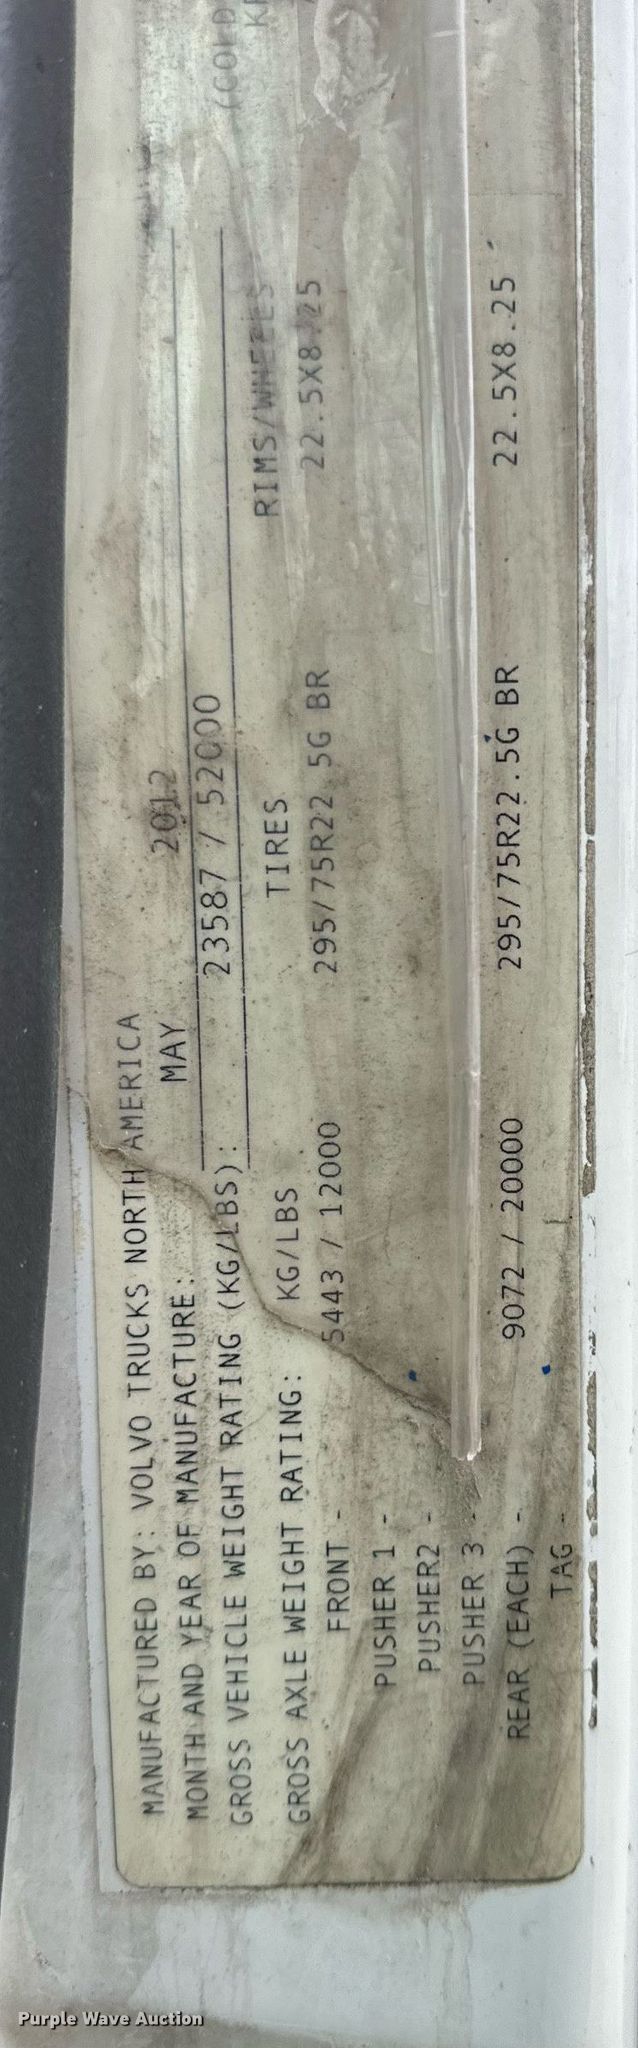 MANUFACTURED BY: VOLVO TRUCKS NORTH AMERICA
MONTH AND YEAR OF MANUFACTURE: MAY 2012
GROSS VEHICLE WEIGHT RATING (KG/LBS): 23587 / 52000
(COLD
GROSS AXLE WEIGHT RATING: KG/LBS TIRES RIMS/WHEELS
FRONT - 5443 / 12000 295/75R22.5G BR 22.5X8.25
PUSHER 1 -
PUSHER2 -
PUSHER 3 -
REAR (EACH) - 9072 / 20000 295/75R22.5G BR 22.5X8.25
TAG -
Purple Wave Auction